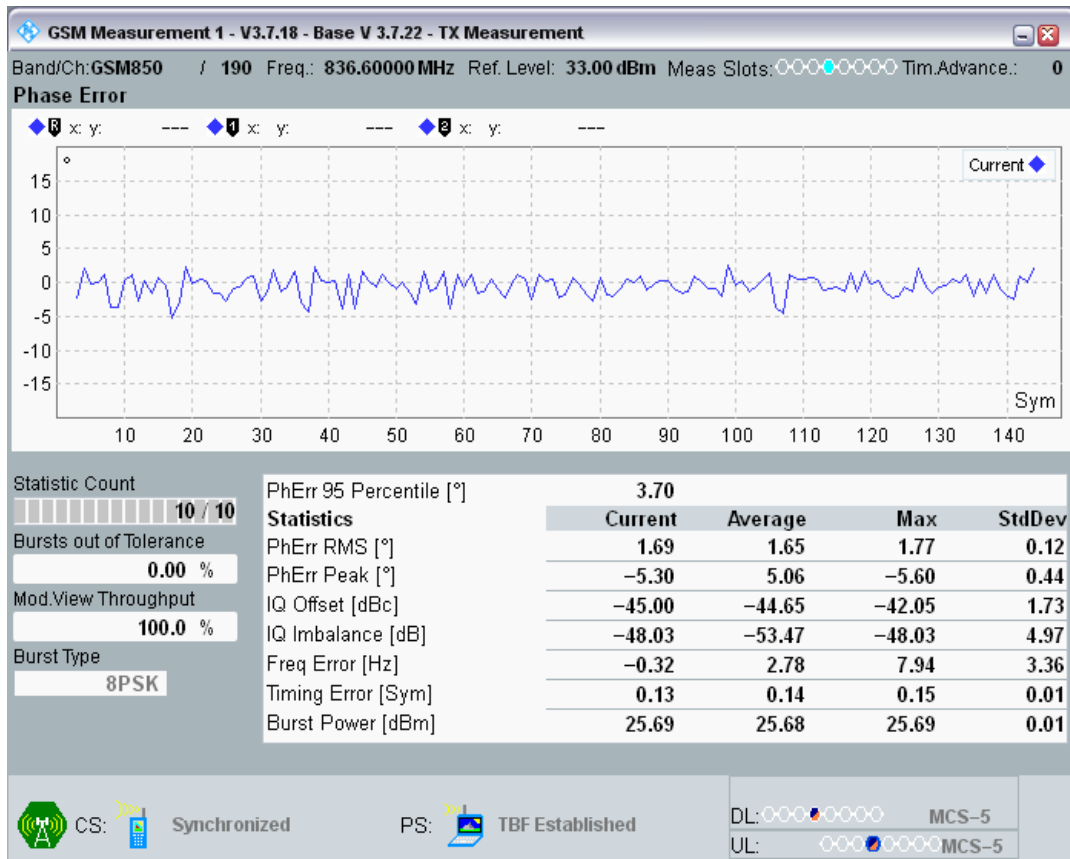 GSM Measurement 1 - V3.7.18 - Base V 3.7.22 - TX Measurement
Band/Ch:GSM850 / 190 Freq.: 836.60000 MHz Ref. Level: 33.00 dBm Meas Slots: Tim.Advance.: 0
Phase Error
R x: y: --- 1 x: y: --- 2 x: y: ---
° Current
15
10
5
0
-5
-10
-15
Sym
10 20 30 40 50 60 70 80 90 100 110 120 130 140
Statistic Count
10 / 10
Bursts out of Tolerance
0.00 %
Mod.View Throughput
100.0 %
Burst Type
8PSK
PhErr 95 Percentile [°] 3.70
Statistics Current Average Max StdDev
PhErr RMS [°] 1.69 1.65 1.77 0.12
PhErr Peak [°] −5.30 5.06 −5.60 0.44
IQ Offset [dBc] −45.00 −44.65 −42.05 1.73
IQ Imbalance [dB] −48.03 −53.47 −48.03 4.97
Freq Error [Hz] −0.32 2.78 7.94 3.36
Timing Error [Sym] 0.13 0.14 0.15 0.01
Burst Power [dBm] 25.69 25.68 25.69 0.01
CS: Synchronized PS: TBF Established
DL: MCS−5
UL: MCS−5